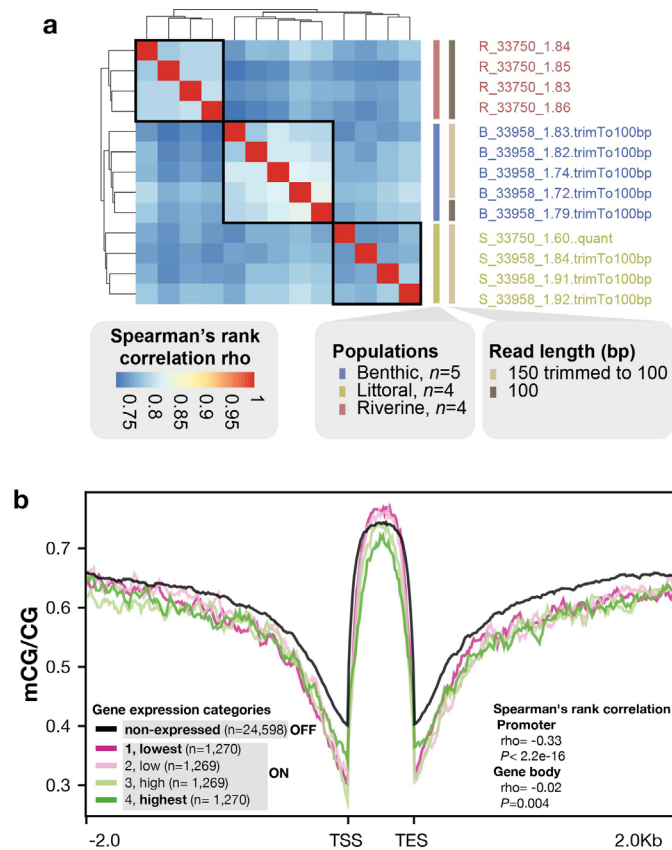 a
R_33750_1.84
R_33750_1.85
R_33750_1.83
R_33750_1.86
B_33958_1.83.trimTo100bp
B_33958_1.82.trimTo100bp
B_33958_1.74.trimTo100bp
B_33958_1.72.trimTo100bp
B_33958_1.79.trimTo100bp
S_33750_1.60..quant
S_33958_1.84.trimTo100bp
S_33958_1.91.trimTo100bp
S_33958_1.92.trimTo100bp
Spearman's rank
correlation rho
0.75
0.8
0.85
0.9
0.95
1
Populations
Benthic, n=5
Littoral, n=4
Riverine, n=4
Read length (bp)
150 trimmed to 100
100
b
mCG/CG
0.7
0.6
0.5
0.4
0.3
Gene expression categories
non-expressed (n=24,598) OFF
1, lowest (n=1,270)
2, low (n=1,269)
3, high (n= 1,269)
4, highest (n= 1,270)
ON
Spearman's rank correlation
Promoter
rho= -0.33
P< 2.2e-16
Gene body
rho= -0.02
P=0.004
-2.0
TSS
TES
2.0Kb